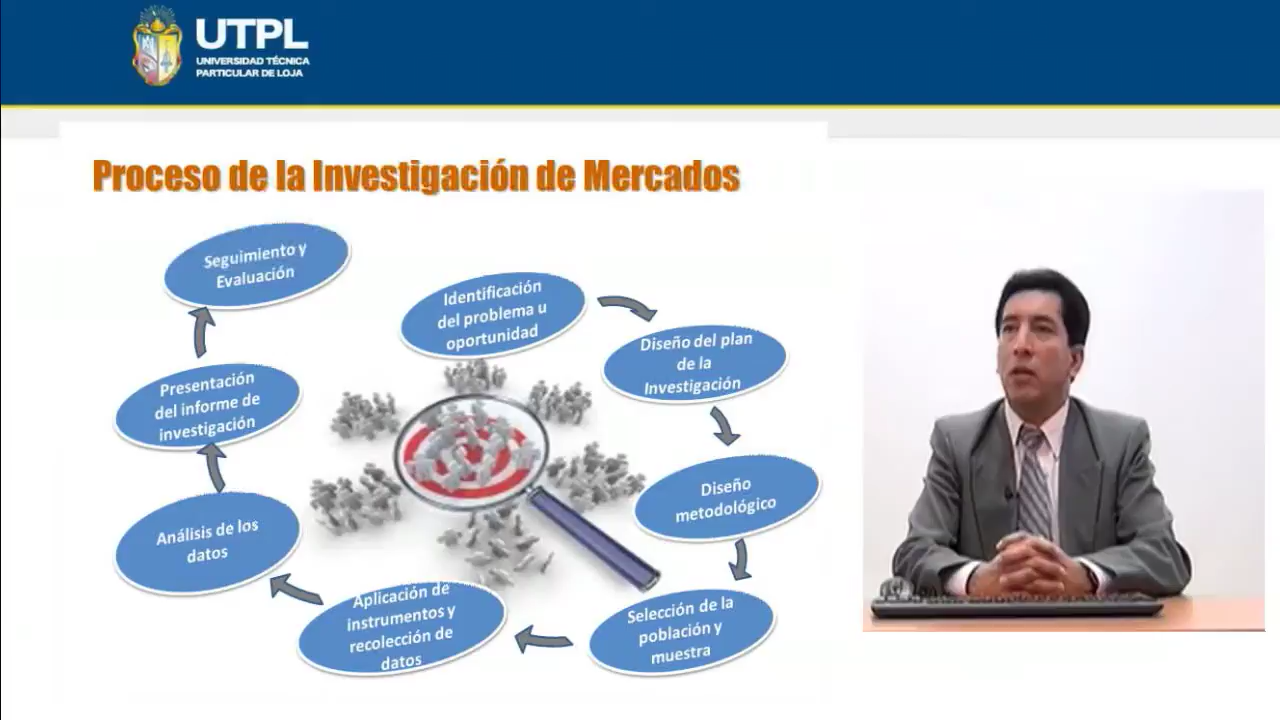 UTPL
UNIVERSIDAD TÉCNICA
PARTICULAR DE LOJA
Proceso de la Investigación de Mercados
Identificación
del problema u
oportunidad
Diseño del plan
de la
Investigación
Diseño
metodológico
Selección de la
población y
muestra
Aplicación de
instrumentos y
recolección de
datos
Análisis de los
datos
Presentación
del informe de
investigación
Seguimiento y
Evaluación